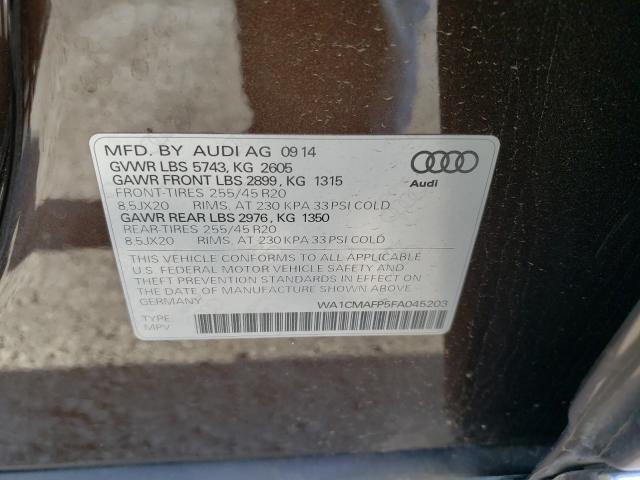 MFD. BY AUDI AG 09 14
GVWR LBS 5743, KG 2605
GAWR FRONT LBS 2899, KG 1315
FRONT-TIRES 255/45 R20
8.5JX20 RIMS, AT 230 KPA 33 PSI COLD
GAWR REAR LBS 2976, KG 1350
REAR-TIRES 255/45 R20
8.5JX20 RIMS, AT 230 KPA 33 PSI COLD
Audi
THIS VEHICLE CONFORMS TO ALL APPLICABLE
U.S. FEDERAL MOTOR VEHICLE SAFETY AND
THEFT PREVENTION STANDARDS IN EFFECT ON
THE DATE OF MANUFACTURE SHOWN ABOVE.
WA1CMAFP5FA045203
TYPE:
MPV